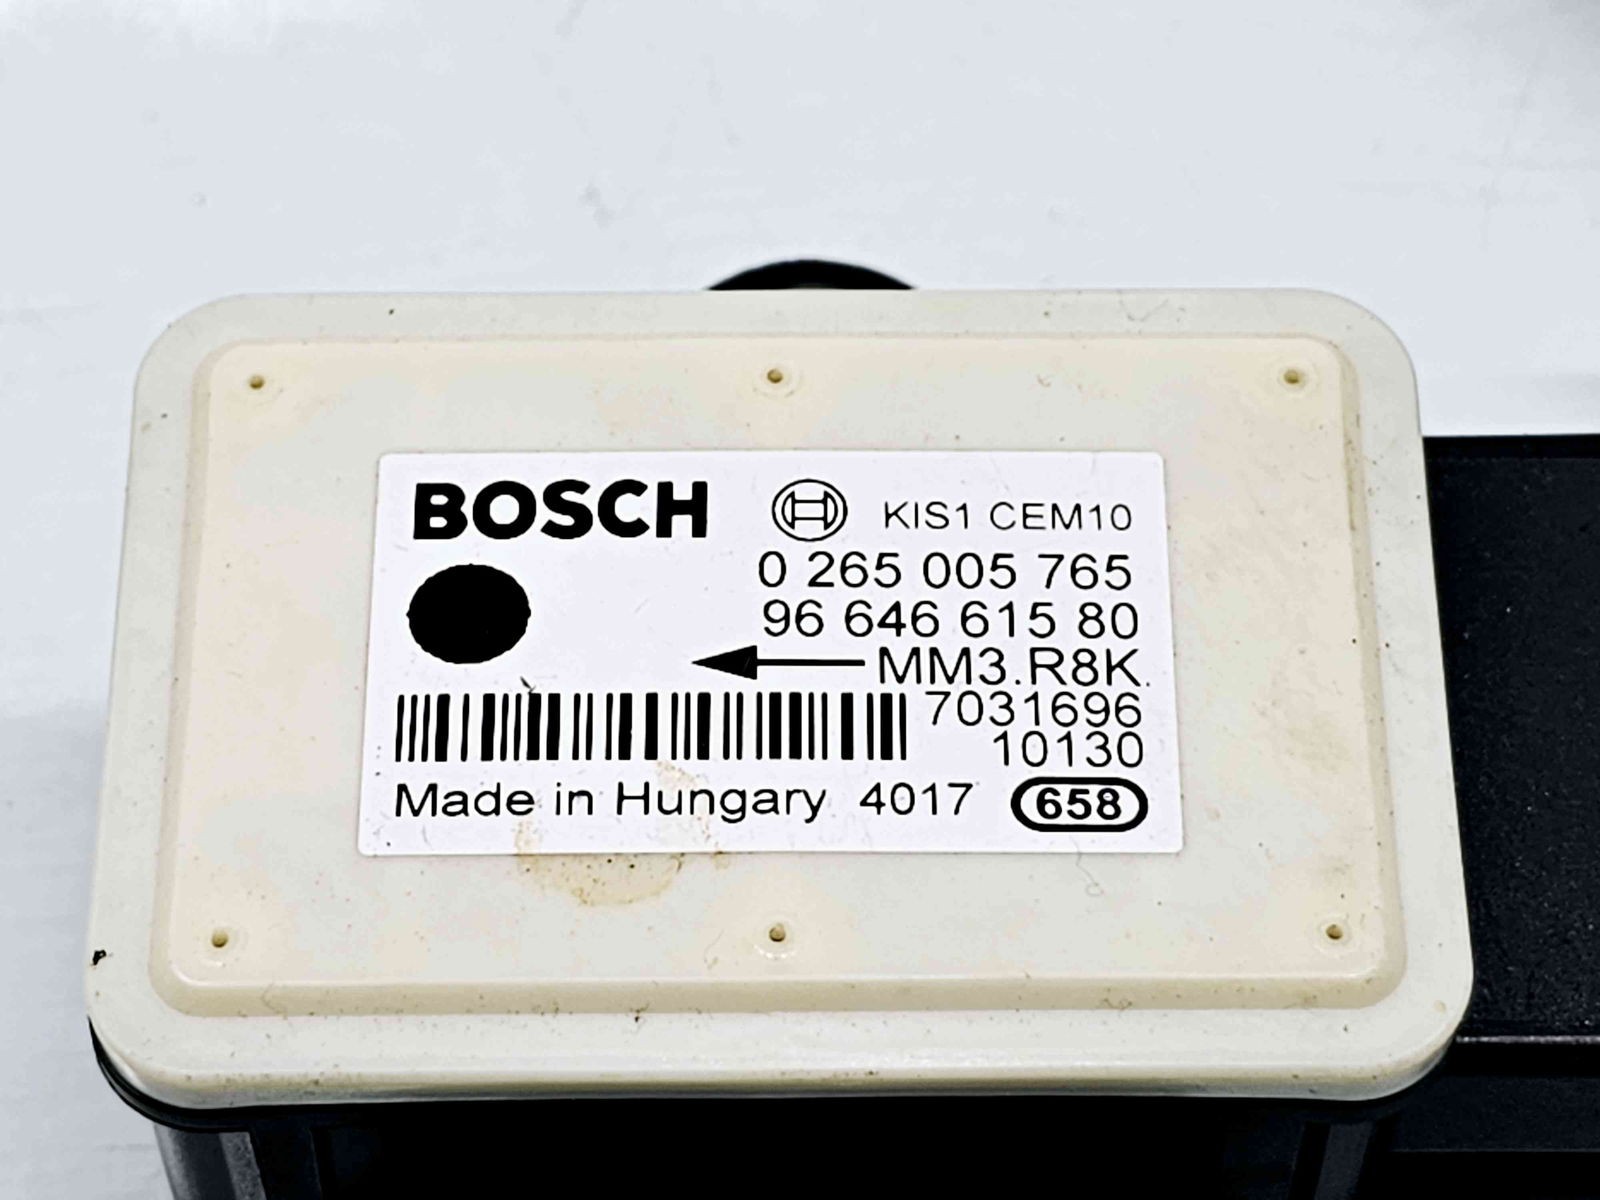 BOSCH KIS1 CEM10
0 265 005 765
96 646 615 80
MM3.R8K.
7031696
10130
Made in Hungary 4017 658